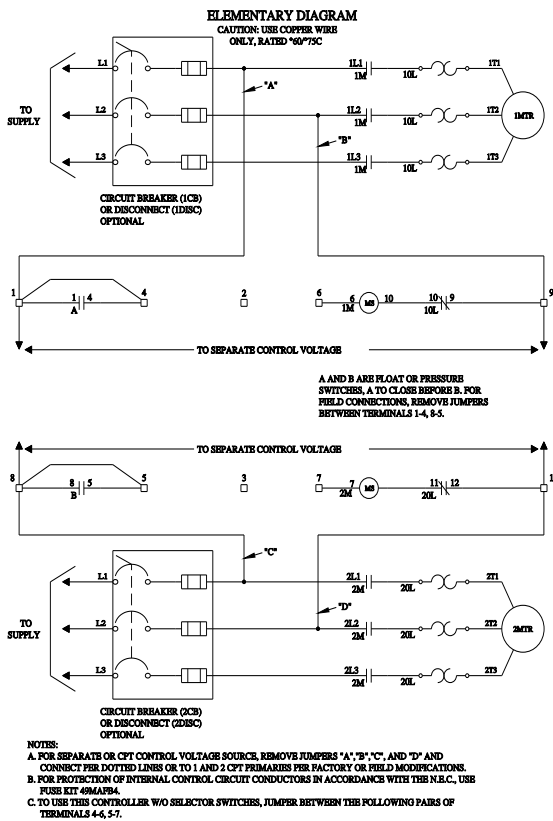 ELEMENTARY DIAGRAM
CAUTION: USE COPPER WIRE
ONLY, RATED °60/°75C
L1
1L1
1M
10L
1T1
"A"
TO
SUPPLY
L2
1L2
1M
10L
1T2
1MTR
"B"
L3
1L3
1M
10L
1T3
CIRCUIT BREAKER (1CB)
OR DISCONNECT (1DISC)
OPTIONAL
1
1
4
A
4
2
6
6
1M
MS
10
10
9
10L
9
TO SEPARATE CONTROL VOLTAGE
A AND B ARE FLOAT OR PRESSURE
SWITCHES, A TO CLOSE BEFORE B. FOR
FIELD CONNECTIONS, REMOVE JUMPERS
BETWEEN TERMINALS 1-4, 8-5.
TO SEPARATE CONTROL VOLTAGE
8
8
5
B
5
3
7
7
2M
MS
11
12
20L
"C"
L1
2L1
2M
20L
2T1
"D"
TO
SUPPLY
L2
2L2
2M
20L
2T2
2MTR
L3
2L3
2M
20L
2T3
CIRCUIT BREAKER (2CB)
OR DISCONNECT (2DISC)
OPTIONAL
NOTES:
A. FOR SEPARATE OR CPT CONTROL VOLTAGE SOURCE, REMOVE JUMPERS "A","B","C", AND "D" AND
CONNECT PER DOTTED LINES OR TO 1 AND 2 CPT PRIMARIES PER FACTORY OR FIELD MODIFICATIONS.
B. FOR PROTECTION OF INTERNAL CONTROL CIRCUIT CONDUCTORS IN ACCORDANCE WITH THE N.E.C., USE
FUSE KIT 49MAFB4.
C. TO USE THIS CONTROLLER W/O SELECTOR SWITCHES, JUMPER BETWEEN THE FOLLOWING PAIRS OF
TERMINALS 4-6, 5-7.